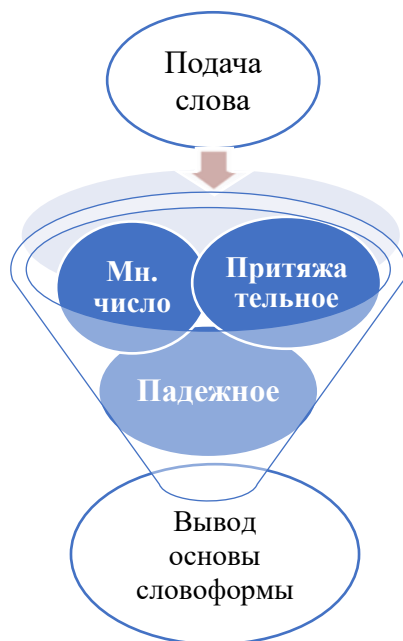 Подача
слова
Мн.
число
Притяжа
тельное
Падежное
Вывод
основы
словоформы